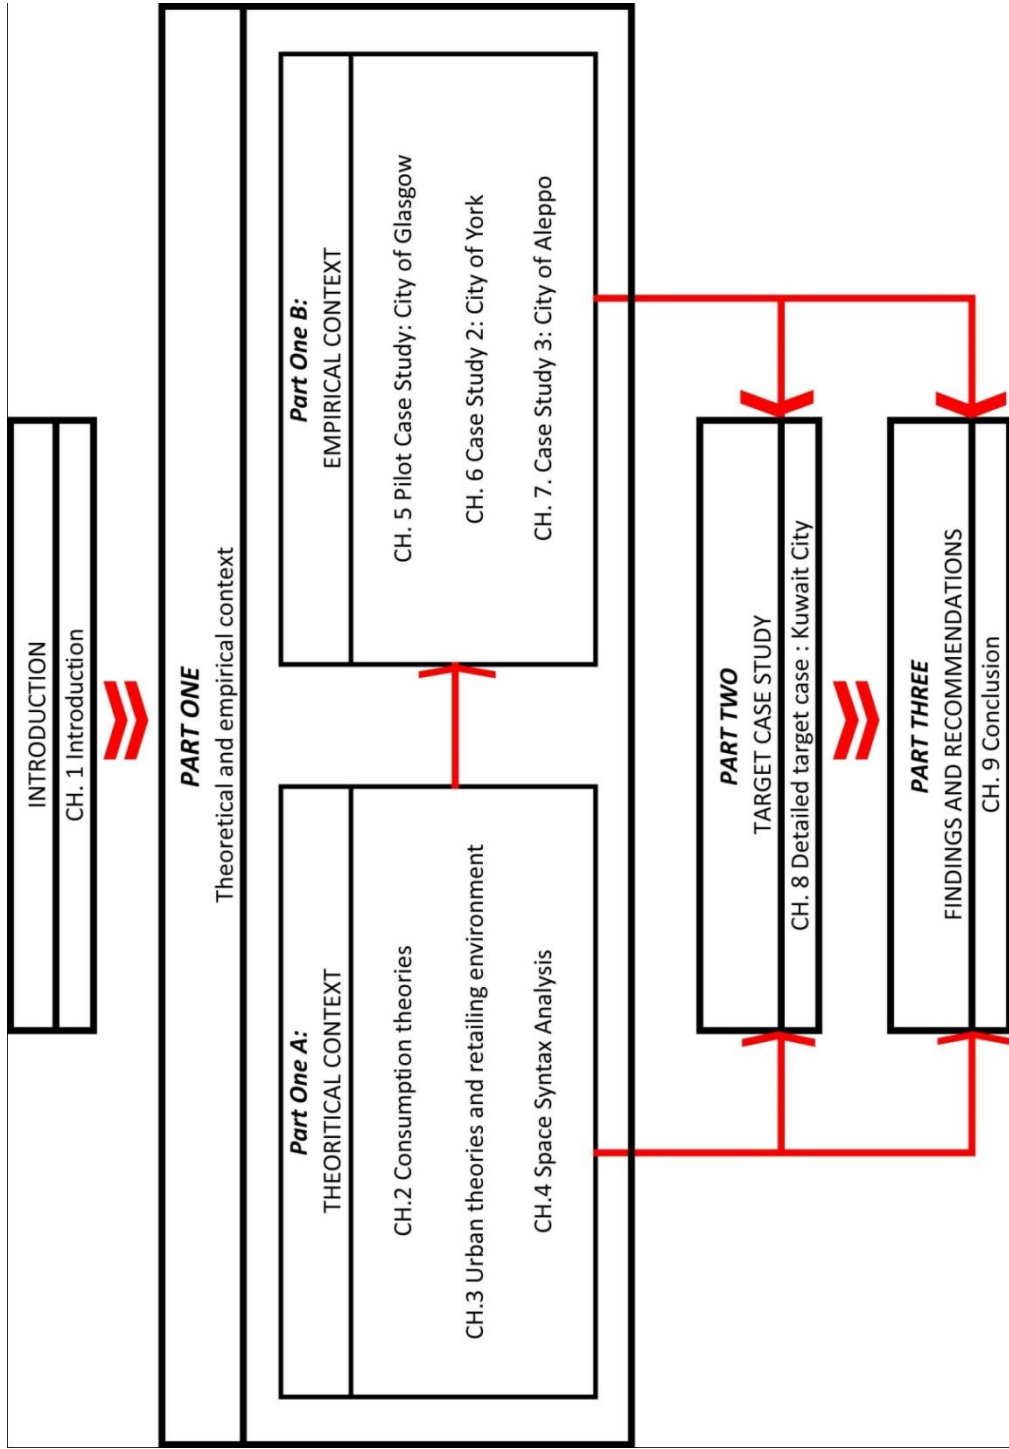 INTRODUCTION
CH. 1 Introduction
PART ONE
Theoretical and empirical context
Part One A:
THEORITICAL CONTEXT
CH.2 Consumption theories
CH.3 Urban theories and retailing environment
CH.4 Space Syntax Analysis
Part One B:
EMPIRICAL CONTEXT
CH. 5 Pilot Case Study: City of Glasgow
CH. 6 Case Study 2: City of York
CH. 7. Case Study 3: City of Aleppo
PART TWO
TARGET CASE STUDY
CH. 8 Detailed target case : Kuwait City
PART THREE
FINDINGS AND RECOMMENDATIONS
CH. 9 Conclusion